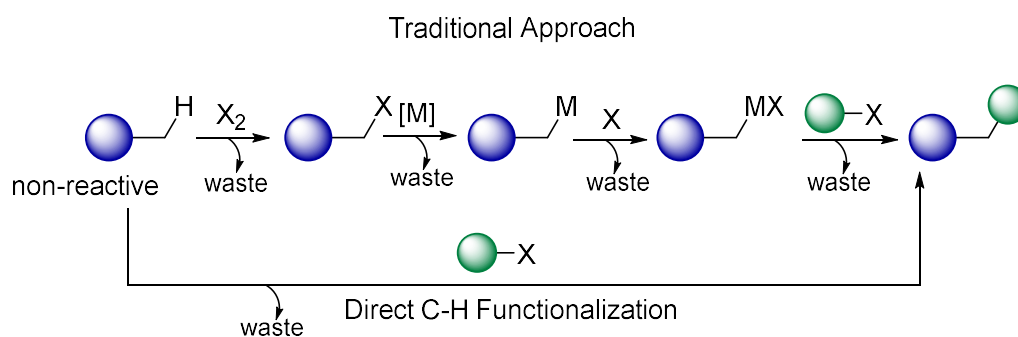 Traditional Approach
H X₂ X [M] M X MX X
waste waste waste waste
non-reactive
X
Direct C-H Functionalization
waste